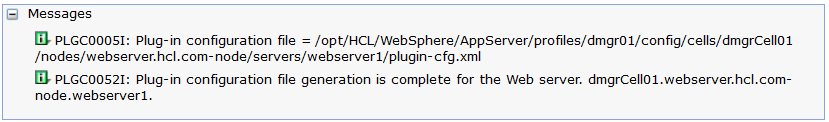 Messages
PLGC0005I: Plug-in configuration file = /opt/HCL/WebSphere/AppServer/profiles/dmgr01/config/cells/dmgrCell01
/nodes/webserver.hcl.com-node/servers/webserver1/plugin-cfg.xml
PLGC0052I: Plug-in configuration file generation is complete for the Web server. dmgrCell01.webserver.hcl.com-
node.webserver1.